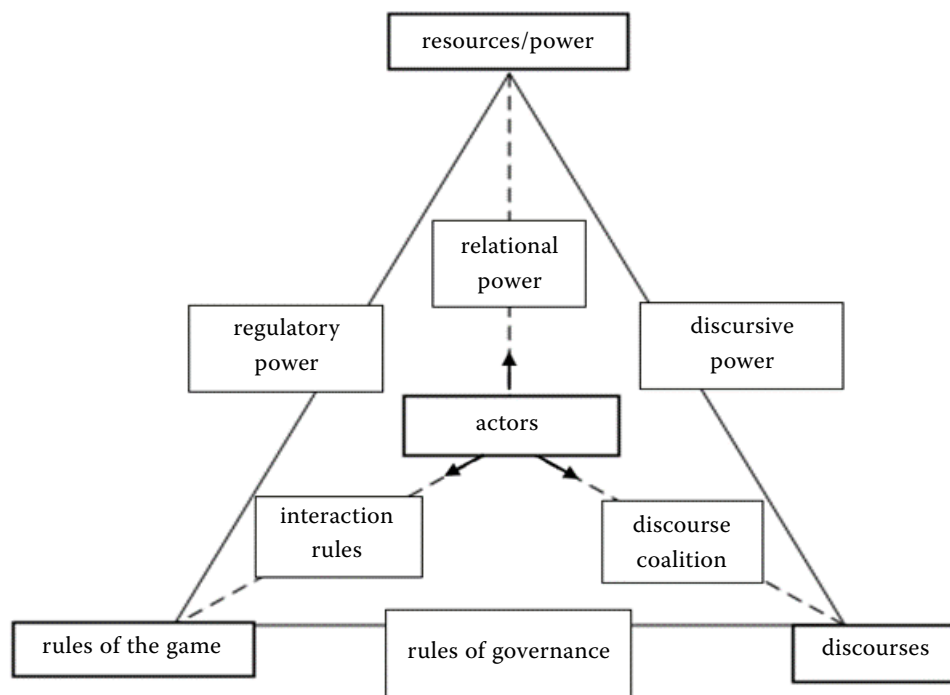 resources/power
relational
power
regulatory
power
discursive
power
actors
interaction
rules
discourse
coalition
rules of the game
rules of governance
discourses